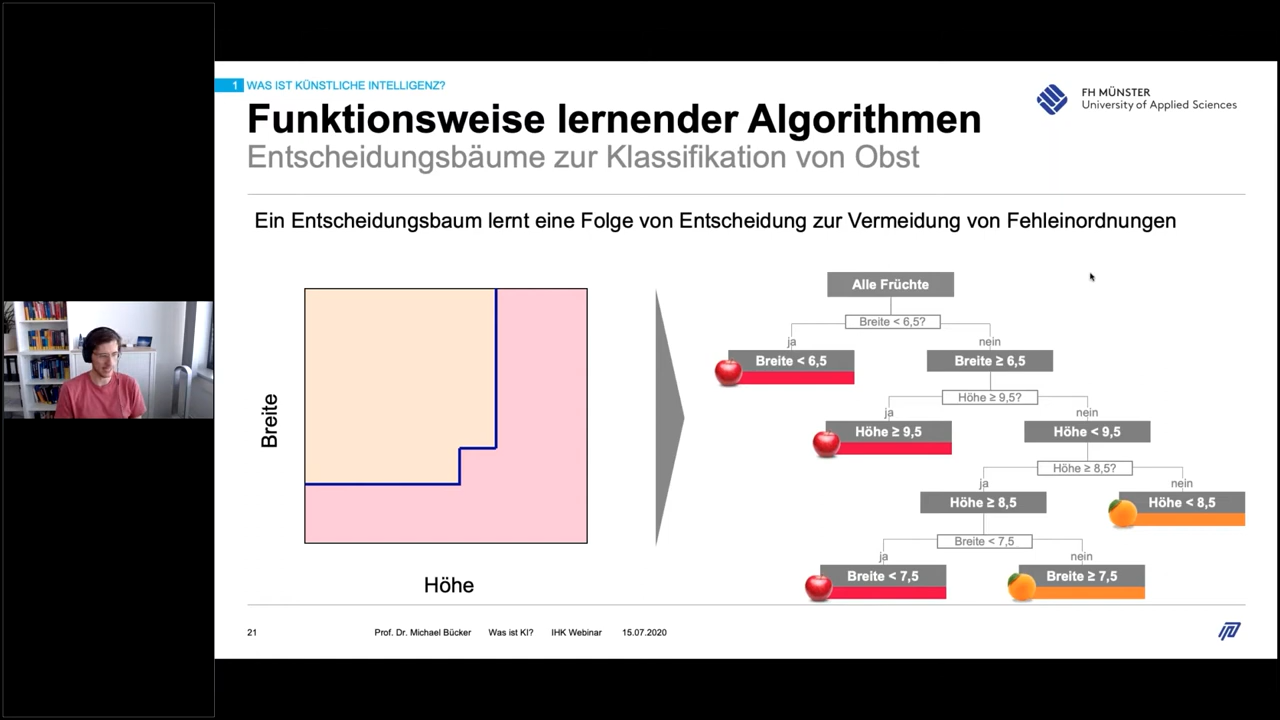 1 WAS IST KÜNSTLICHE INTELLIGENZ?
FH MÜNSTER
University of Applied Sciences
Funktionsweise lernender Algorithmen
Entscheidungsbäume zur Klassifikation von Obst
Ein Entscheidungsbaum lernt eine Folge von Entscheidung zur Vermeidung von Fehleinordnungen
Breite
Höhe
Alle Früchte
Breite < 6,5?
ja nein
Breite < 6,5 Breite ≥ 6,5
Höhe ≥ 9,5?
ja nein
Höhe ≥ 9,5 Höhe < 9,5
Höhe ≥ 8,5?
ja nein
Höhe ≥ 8,5 Höhe < 8,5
Breite < 7,5
ja nein
Breite < 7,5 Breite ≥ 7,5
21 Prof. Dr. Michael Bücker Was ist KI? IHK Webinar 15.07.2020